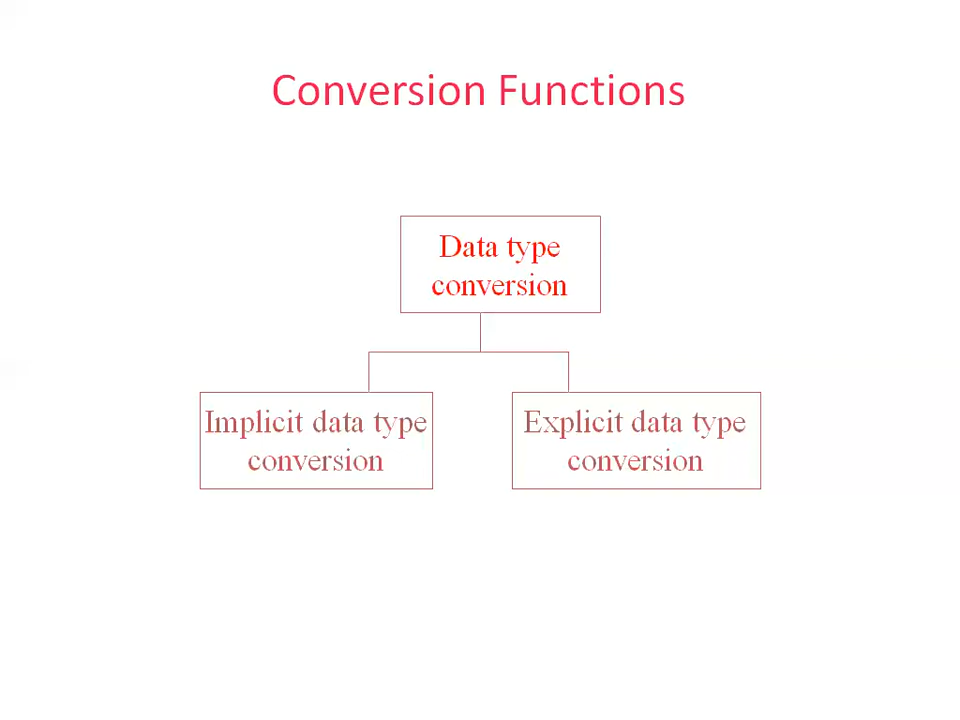 Conversion Functions
Data type
conversion
Implicit data type
conversion
Explicit data type
conversion